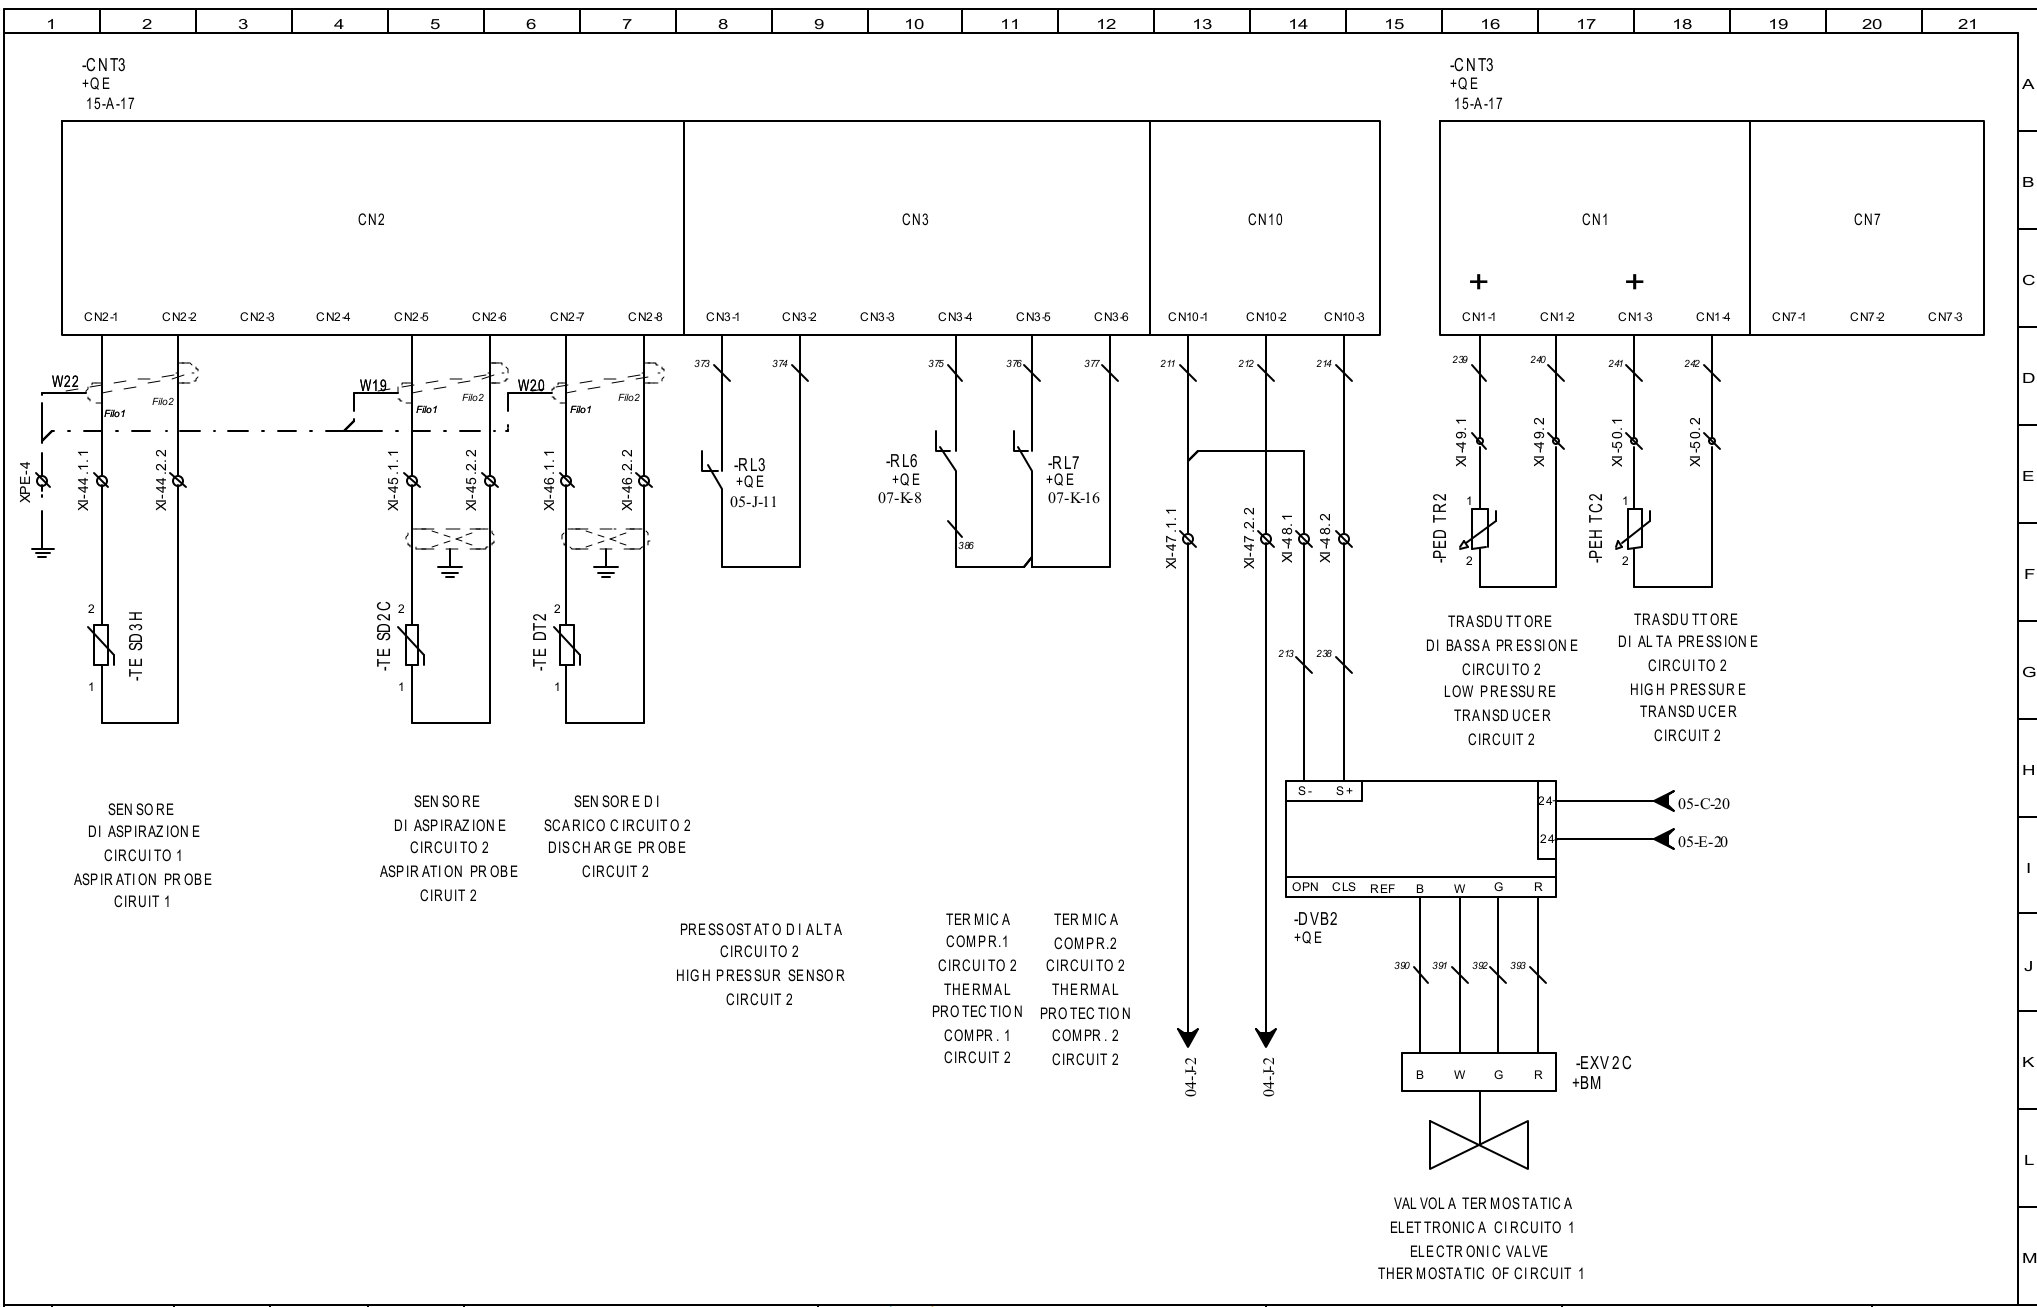 1 2 3 4 5 6 7 8 9 10 11 12 13 14 15 16 17 18 19 20 21
A
B
C
D
E
F
G
H
I
J
K
L
M
-CNT3
+QE
15-A-17
-CNT3
+QE
15-A-17
CN2
CN3
CN10
CN1
CN7
+ +
CN2-1 CN2-2 CN2-3 CN2-4 CN2-5 CN2-6 CN2-7 CN2-8 CN3-1 CN3-2 CN3-3 CN3-4 CN3-5 CN3-6 CN10-1 CN10-2 CN10-3 CN1-1 CN1-2 CN1-3 CN1-4 CN7-1 CN7-2 CN7-3
373 374 375 376 377 211 212 214 239 240 241 242
W22 W19 W20
Filo1 Filo2 Filo1 Filo2 Filo1 Filo2
XPE-4
XI-44.1.1
XI-44.2.2
XI-45.1.1
XI-45.2.2
XI-46.1.1
XI-46.2.2
-RL3
+QE
05-J-11
-RL6
+QE
07-K-8
-RL7
+QE
07-K-16
386
XI-47.1.1
XI-47.2.2
XI-48.1
XI-48.2
XI-49.1
XI-49.2
XI-50.1
XI-50.2
1
-PED TR2
2
1
-PEH TC2
2
2
-TE SD3H
1
2
-TE SD2C
1
2
-TE DT2
1
213 238
TRASDUTTORE
DI BASSA PRESSIONE
CIRCUITO 2
LOW PRESSURE
TRANSDUCER
CIRCUIT 2
TRASDUTTORE
DI ALTA PRESSIONE
CIRCUITO 2
HIGH PRESSURE
TRANSDUCER
CIRCUIT 2
SENSORE
DI ASPIRAZIONE
CIRCUITO 1
ASPIRATION PROBE
CIRUIT 1
SENSORE
DI ASPIRAZIONE
CIRCUITO 2
ASPIRATION PROBE
CIRUIT 2
SENSORE DI
SCARICO CIRCUITO 2
DISCHARGE PROBE
CIRCUIT 2
PRESSOSTATO DI ALTA
CIRCUITO 2
HIGH PRESSUR SENSOR
CIRCUIT 2
TERMICA
COMPR.1
CIRCUITO 2
THERMAL
PROTECTION
COMPR. 1
CIRCUIT 2
TERMICA
COMPR.2
CIRCUITO 2
THERMAL
PROTECTION
COMPR. 2
CIRCUIT 2
04-J-2
04-J-2
S- S+
24
05-C-20
24
05-E-20
OPN CLS REF B W G R
-DVB2
+QE
390 391 392 393
B W G R
-EXV2C
+BM
VALVOLA TERMOSTATICA
ELETTRONICA CIRCUITO 1
ELECTRONIC VALVE
THERMOSTATIC OF CIRCUIT 1